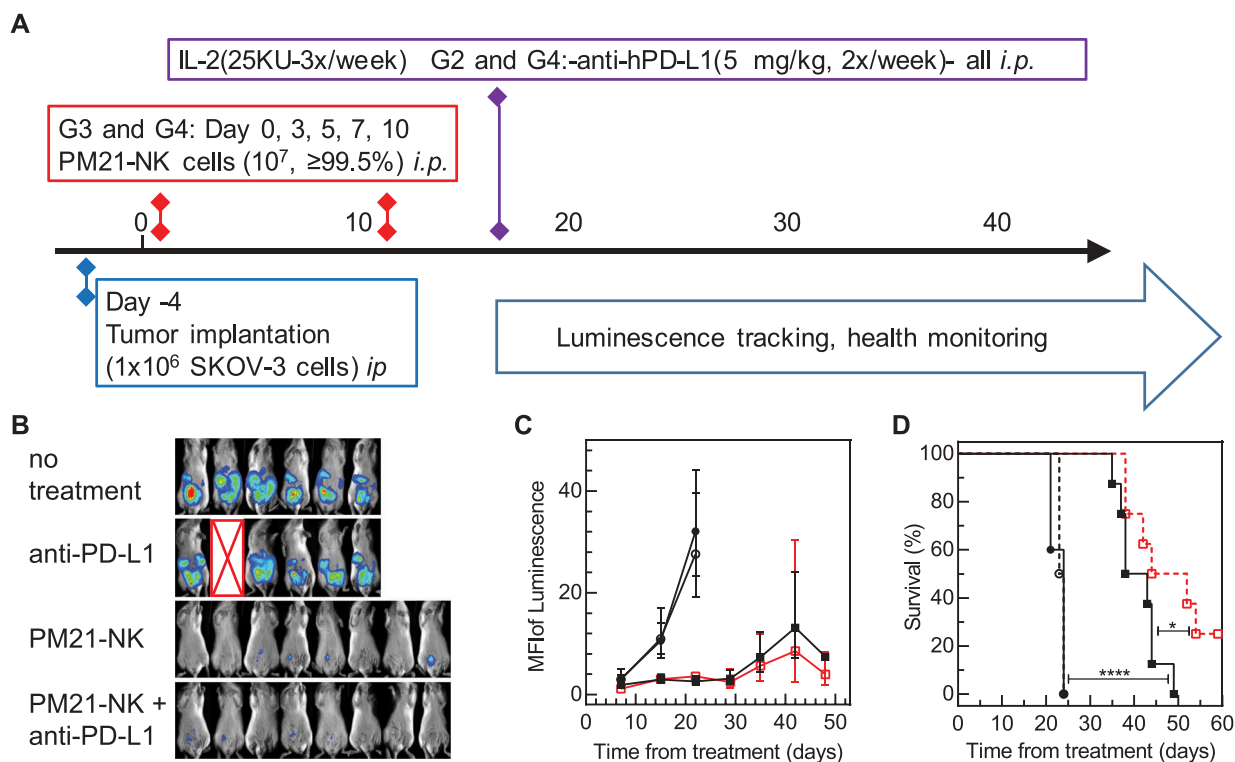 A
IL-2(25KU-3x/week) G2 and G4:-anti-hPD-L1(5 mg/kg, 2x/week)- all i.p.
G3 and G4: Day 0, 3, 5, 7, 10
PM21-NK cells (10⁷, ≥99.5%) i.p.
0 10 20 30 40
Day -4
Tumor implantation
(1x10⁶ SKOV-3 cells) ip
Luminescence tracking, health monitoring
B
no
treatment
anti-PD-L1
PM21-NK
PM21-NK +
anti-PD-L1
C
MFIof Luminescence
40
20
0
0 10 20 30 40 50
Time from treatment (days)
D
Survival (%)
100
80
60
40
20
0
*
****
0 10 20 30 40 50 60
Time from treatment (days)